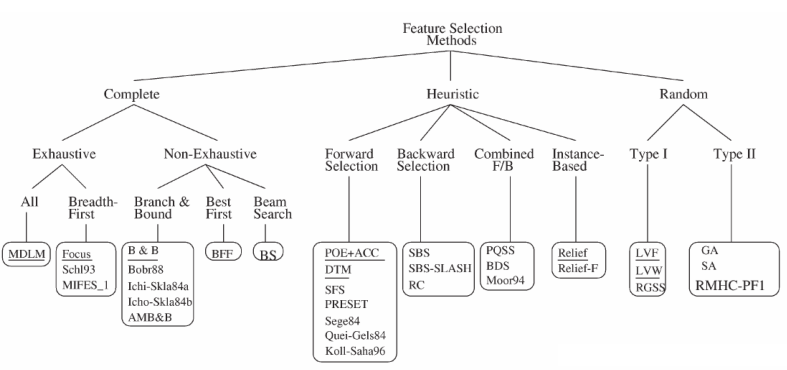 Feature Selection
Methods
Complete
Heuristic
Random
Exhaustive
Non-Exhaustive
Forward
Selection
Backward
Selection
Combined
F/B
Instance-
Based
Type I
Type II
All
Breadth-
First
Branch &
Bound
Best
First
Beam
Search
MDLM
Focus
Schl93
MIFES_1
B & B
Bobr88
Ichi-Skla84a
Icho-Skla84b
AMB&B
BFF
BS
POE+ACC
DTM
SFS
PRESET
Sege84
Quei-Gels84
Koll-Saha96
SBS
SBS-SLASH
RC
PQSS
BDS
Moor94
Relief
Relief-F
LVF
LVW
RGSS
GA
SA
RMHC-PF1